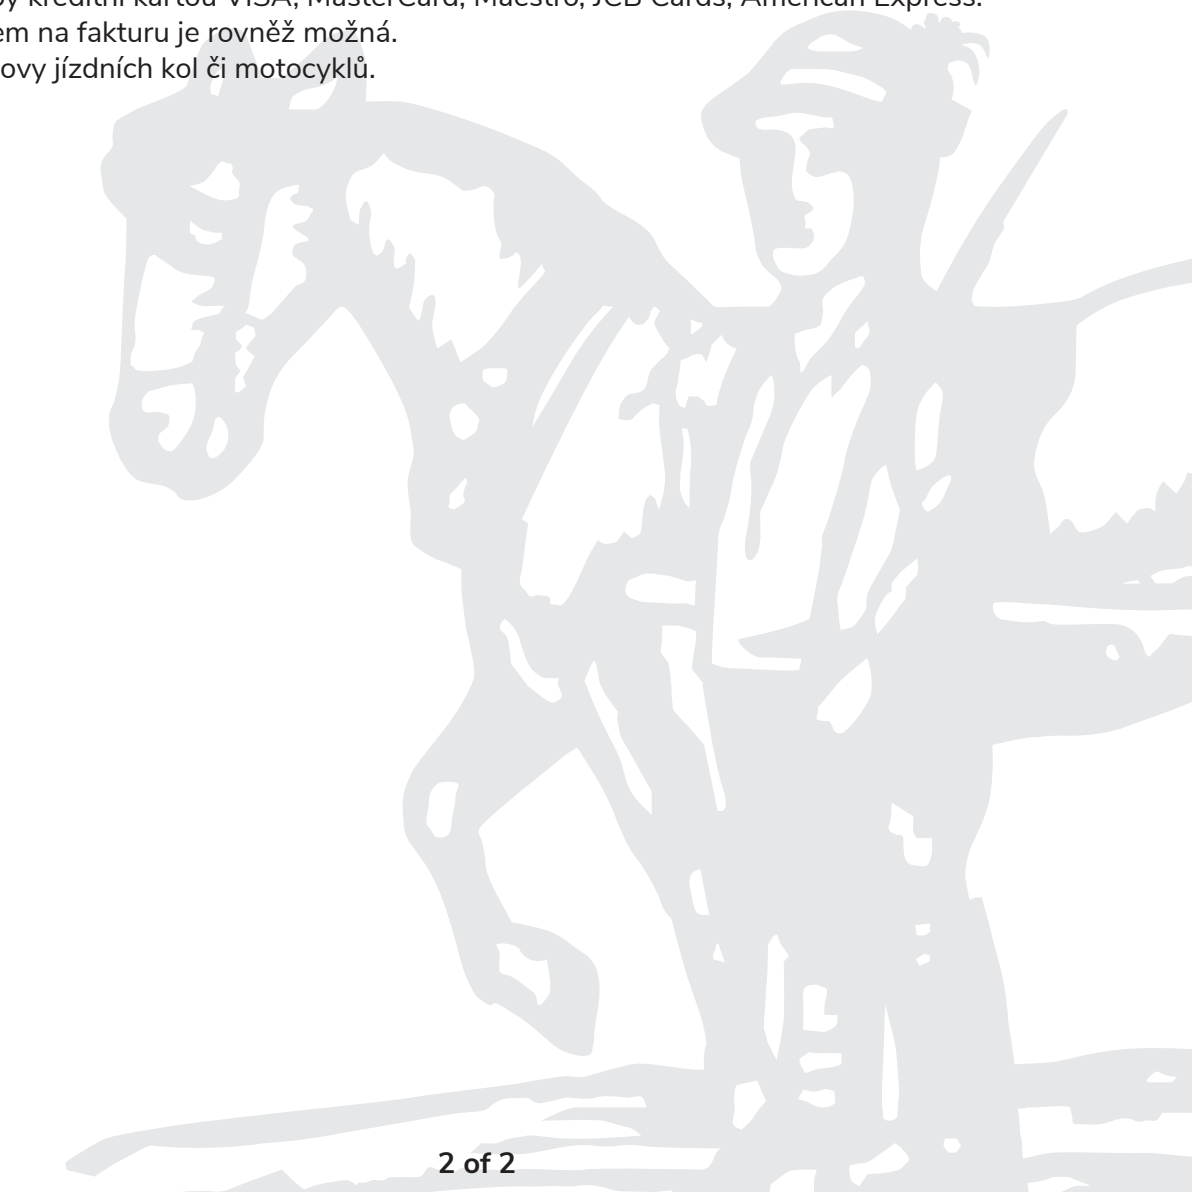 by kreditní kartou VISA, MasterCard, Maestro, JCB Cards, American Express.
em na fakturu je rovněž možná.
ovy jízdních kol či motocyklů.
2 of 2